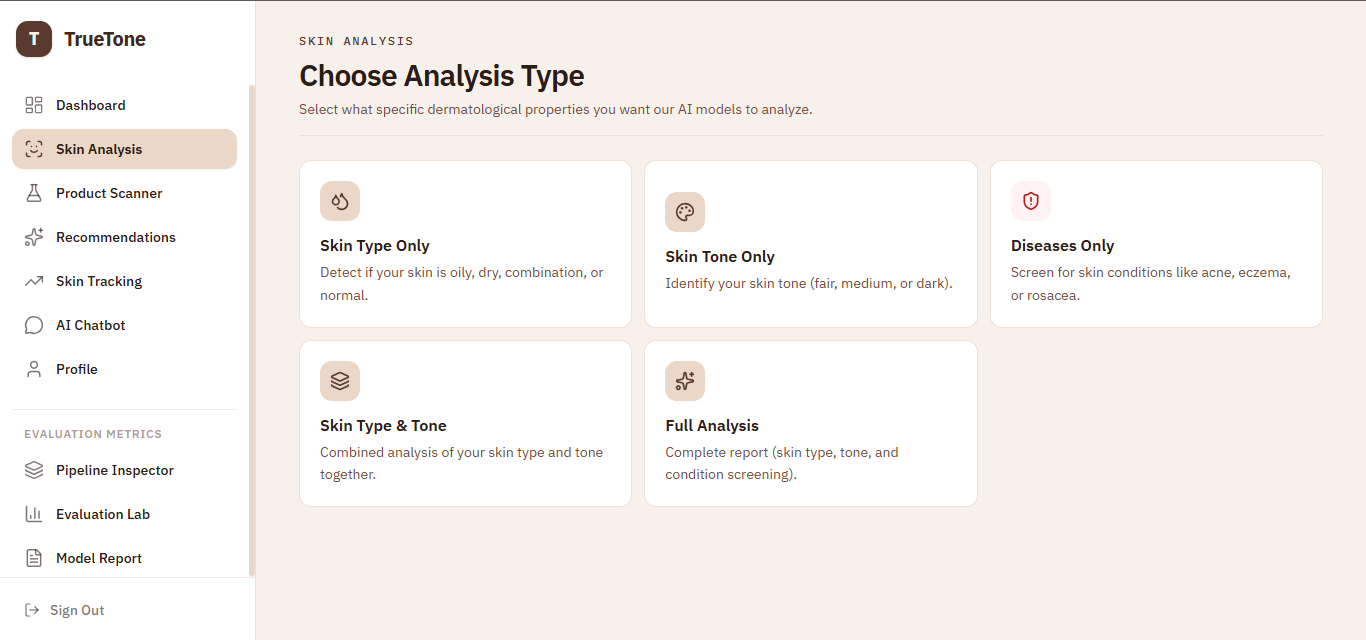 T TrueTone
Dashboard
Skin Analysis
Product Scanner
Recommendations
Skin Tracking
AI Chatbot
Profile
EVALUATION METRICS
Pipeline Inspector
Evaluation Lab
Model Report
Sign Out
SKIN ANALYSIS
Choose Analysis Type
Select what specific dermatological properties you want our AI models to analyze.
Skin Type Only
Detect if your skin is oily, dry, combination, or
normal.
Skin Tone Only
Identify your skin tone (fair, medium, or dark).
Diseases Only
Screen for skin conditions like acne, eczema,
or rosacea.
Skin Type & Tone
Combined analysis of your skin type and tone
together.
Full Analysis
Complete report (skin type, tone, and
condition screening).